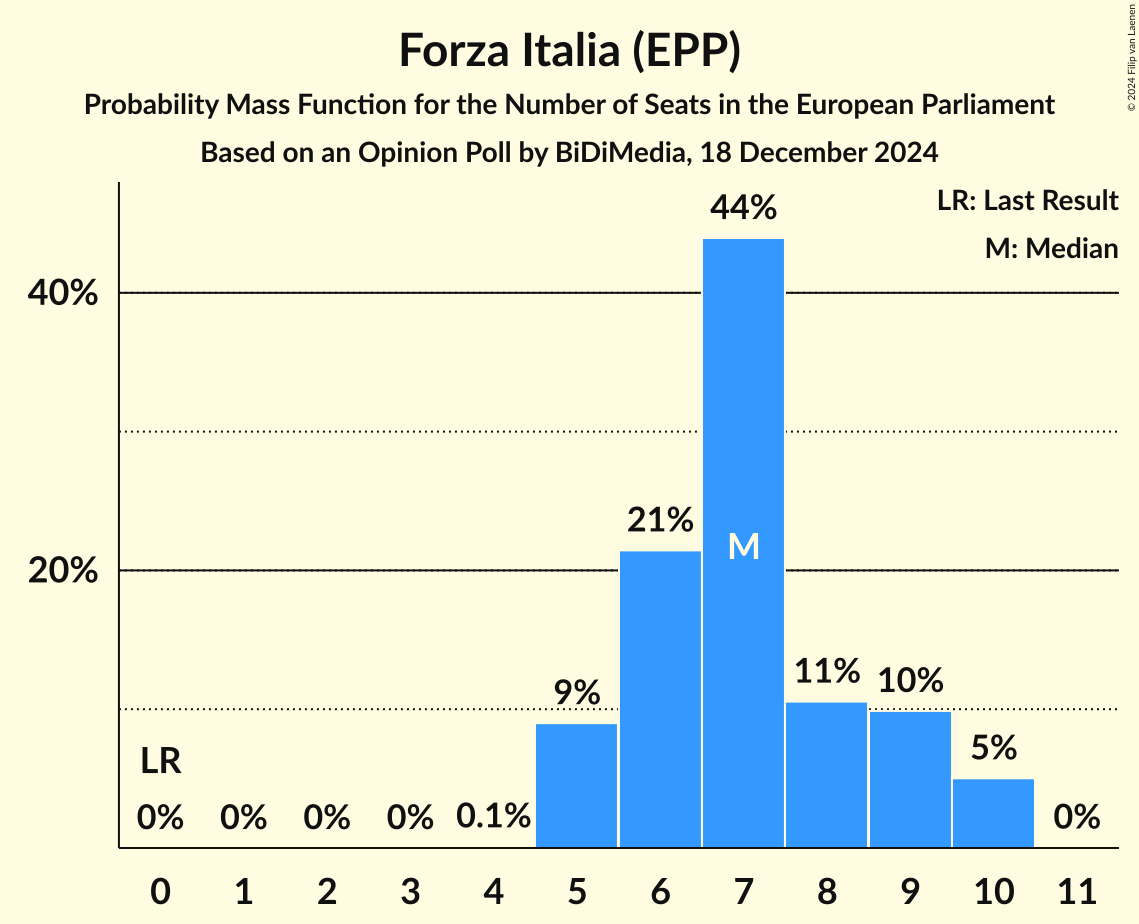 Forza Italia (EPP)
Probability Mass Function for the Number of Seats in the European Parliament
Based on an Opinion Poll by BiDiMedia, 18 December 2024
© 2024 Filip van Laenen
LR: Last Result
M: Median
44%
40%
21%
M
20%
11%
10%
9%
5%
LR
0%
0%
0%
0%
0.1%
0%
0 1 2 3 4 5 6 7 8 9 10 11